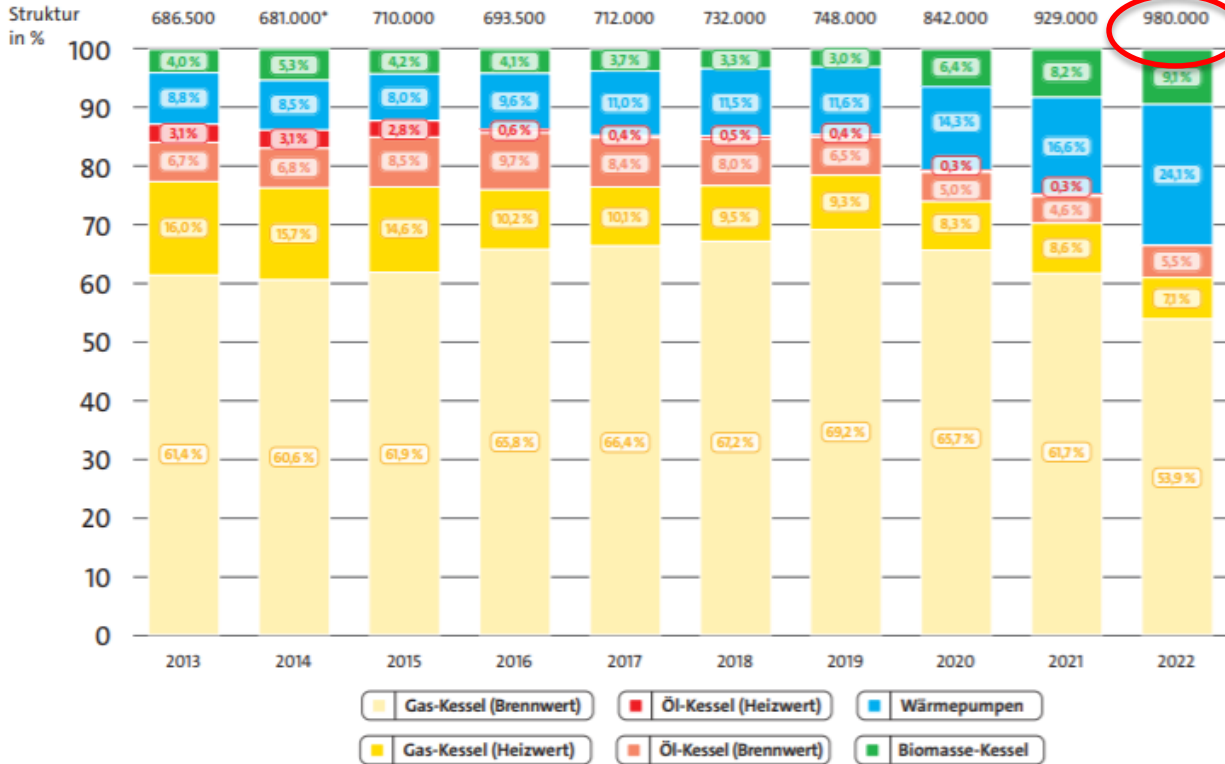 Struktur
in %
686.500 681.000* 710.000 693.500 712.000 732.000 748.000 842.000 929.000 980.000
100
90
80
70
60
50
40
30
20
10
0
4,0 % 5,3 % 4,2 % 4,1 % 3,7 % 3,3 % 3,0 % 6,4 % 8,2 % 9,1 %
8,8 % 8,5 % 8,0 % 9,6 % 11,0 % 11,5 % 11,6 % 14,3 % 16,6 % 24,1 %
3,1 % 3,1 % 2,8 % 0,6 % 0,4 % 0,5 % 0,4 % 0,3 % 0,3 %
6,7 % 6,8 % 8,5 % 9,7 % 8,4 % 8,0 % 6,5 % 5,0 % 4,6 % 5,5 %
16,0 % 15,7 % 14,6 % 10,2 % 10,1 % 9,5 % 9,3 % 8,3 % 8,6 % 7,1 %
61,4 % 60,6 % 61,9 % 65,8 % 66,4 % 67,2 % 69,2 % 65,7 % 61,7 % 53,9 %
2013 2014 2015 2016 2017 2018 2019 2020 2021 2022
Gas-Kessel (Brennwert) Öl-Kessel (Heizwert) Wärmepumpen
Gas-Kessel (Heizwert) Öl-Kessel (Brennwert) Biomasse-Kessel